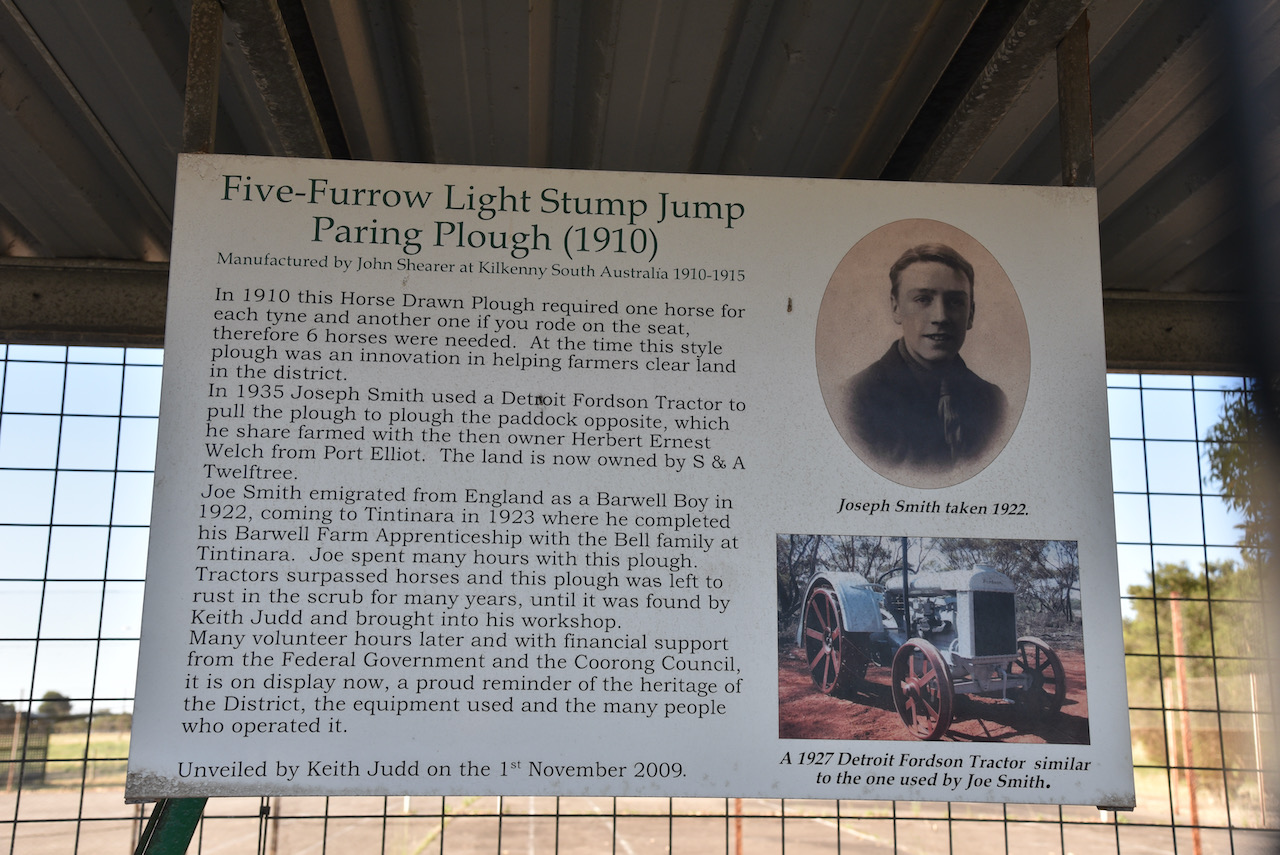 Five-Furrow Light Stump Jump
Paring Plough (1910)
Manufactured by John Shearer at Kilkenny South Australia 1910-1915
In 1910 this Horse Drawn Plough required one horse for
each tyne and another one if you rode on the seat,
therefore 6 horses were needed. At the time this style
plough was an innovation in helping farmers clear land
in the district.
In 1935 Joseph Smith used a Detroit Fordson Tractor to
pull the plough to plough the paddock opposite, which
he share farmed with the then owner Herbert Ernest
Welch from Port Elliot. The land is now owned by S & A
Twelftree.
Joe Smith emigrated from England as a Barwell Boy in
1922, coming to Tintinara in 1923 where he completed
his Barwell Farm Apprenticeship with the Bell family at
Tintinara. Joe spent many hours with this plough.
Tractors surpassed horses and this plough was left to
rust in the scrub for many years, until it was found by
Keith Judd and brought into his workshop.
Many volunteer hours later and with financial support
from the Federal Government and the Coorong Council,
it is on display now, a proud reminder of the heritage of
the District, the equipment used and the many people
who operated it.
Unveiled by Keith Judd on the 1st November 2009.
Joseph Smith taken 1922.
A 1927 Detroit Fordson Tractor similar
to the one used by Joe Smith.